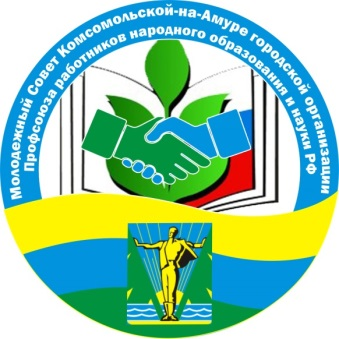 Молодежный Совет Комсомольской-на-Амуре городской организации
Профсоюза работников народного образования и науки РФ